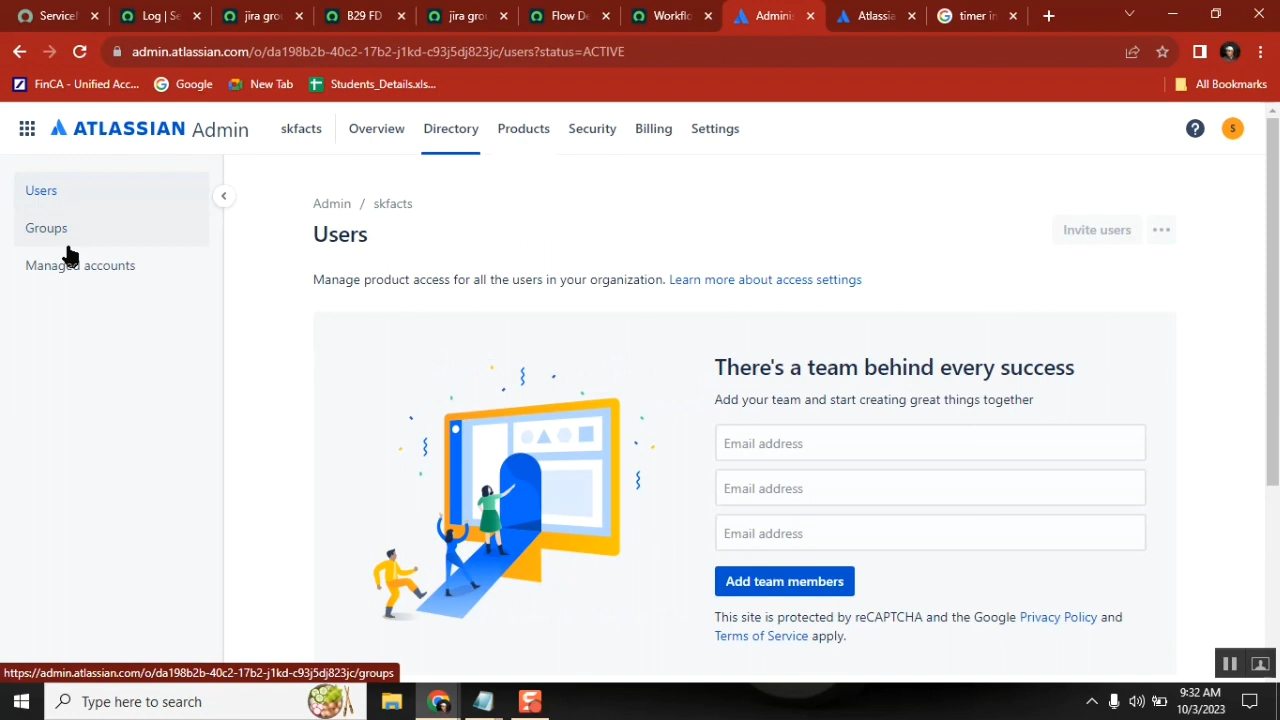 ServiceI
Log | Se
jira gro
B29 FD
jira grou
Flow De
Workflo
Adminis
Atlassia
timer in
admin.atlassian.com/o/da198b2b-40c2-17b2-j1kd-c93j5dj823jc/users?status=ACTIVE
FinCA - Unified Acc...
Google
New Tab
Students_Details.xls...
All Bookmarks
ATLASSIAN Admin
skfacts
Overview
Directory
Products
Security
Billing
Settings
?
S
Users
Groups
Managed accounts
Admin / skfacts
Users
Invite users
Manage product access for all the users in your organization. Learn more about access settings
There's a team behind every success
Add your team and start creating great things together
Email address
Email address
Email address
Add team members
This site is protected by reCAPTCHA and the Google Privacy Policy and
Terms of Service apply.
https://admin.atlassian.com/o/da198b2b-40c2-17b2-j1kd-c93j5dj823jc/groups
Type here to search
9:32 AM
10/3/2023